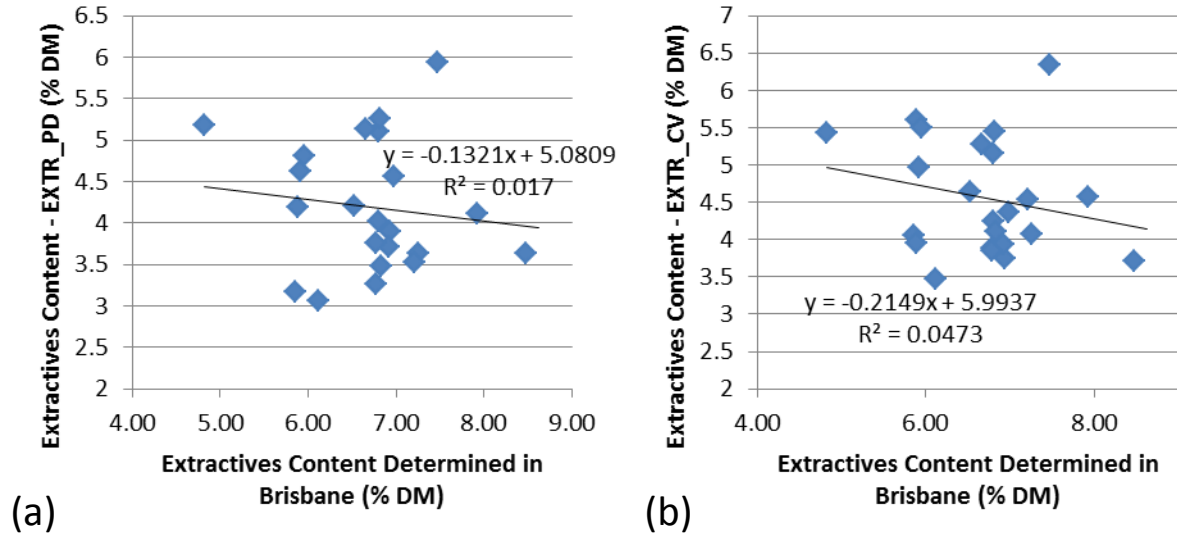 Extractives Content - EXTR_PD (% DM)
6.5
6
5.5
5
4.5
4
3.5
3
2.5
2
y = -0.1321x + 5.0809
R² = 0.017
4.00 5.00 6.00 7.00 8.00 9.00
Extractives Content Determined in
Brisbane (% DM)
(a)
Extractives Content - EXTR_CV (% DM)
7
6.5
6
5.5
5
4.5
4
3.5
3
2.5
2
y = -0.2149x + 5.9937
R² = 0.0473
4.00 6.00 8.00
Extractives Content Determined in
Brisbane (% DM)
(b)